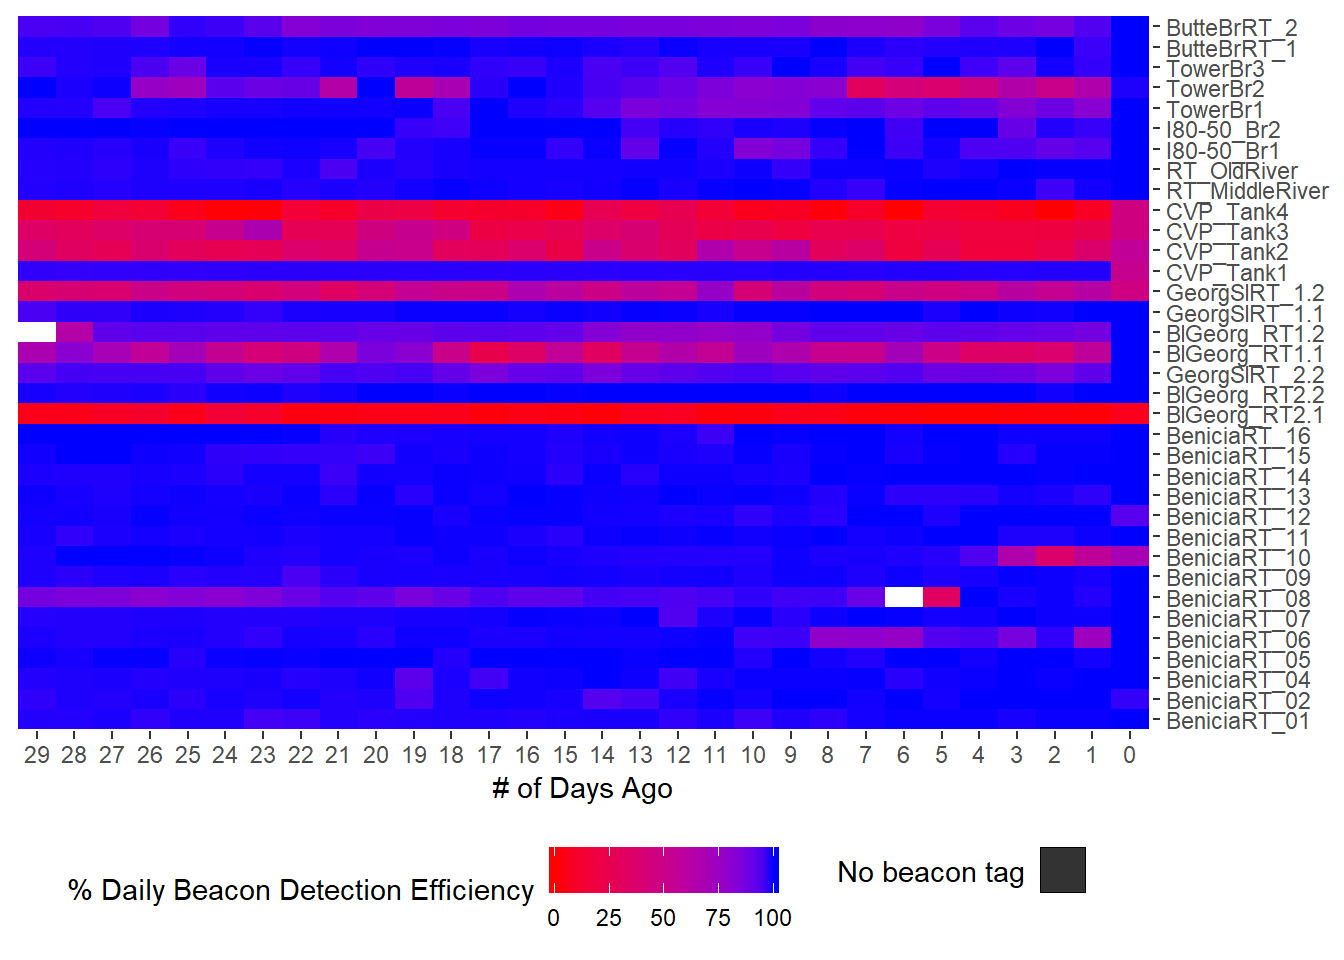 ButteBrRT_2
ButteBrRT_1
TowerBr3
TowerBr2
TowerBr1
I80-50_Br2
I80-50_Br1
RT_OldRiver
RT_MiddleRiver
CVP_Tank4
CVP_Tank3
CVP_Tank2
CVP_Tank1
GeorgSlRT_1.2
GeorgSlRT_1.1
BlGeorg_RT1.2
BlGeorg_RT1.1
GeorgSlRT_2.2
BlGeorg_RT2.2
BlGeorg_RT2.1
BeniciaRT_16
BeniciaRT_15
BeniciaRT_14
BeniciaRT_13
BeniciaRT_12
BeniciaRT_11
BeniciaRT_10
BeniciaRT_09
BeniciaRT_08
BeniciaRT_07
BeniciaRT_06
BeniciaRT_05
BeniciaRT_04
BeniciaRT_02
BeniciaRT_01
29 28 27 26 25 24 23 22 21 20 19 18 17 16 15 14 13 12 11 10 9 8 7 6 5 4 3 2 1 0
# of Days Ago
% Daily Beacon Detection Efficiency
0 25 50 75 100
No beacon tag